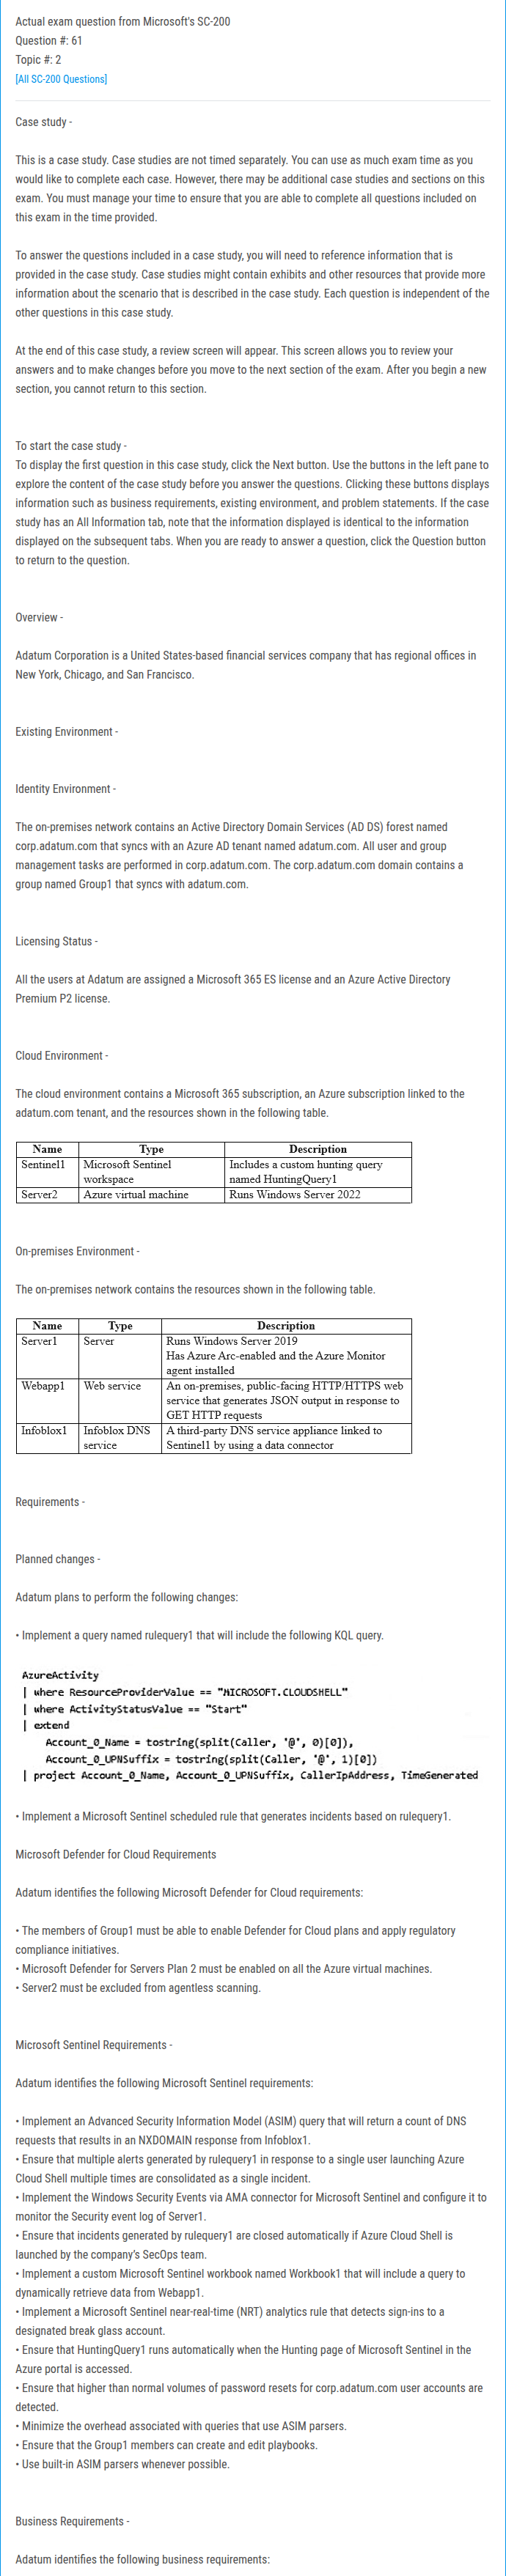 Actual exam question from Microsoft's SC-200
Question #: 61
Topic #: 2
[All SC-200 Questions]
Case study -
This is a case study. Case studies are not timed separately. You can use as much exam time as you
would like to complete each case. However, there may be additional case studies and sections on this
exam. You must manage your time to ensure that you are able to complete all questions included on
this exam in the time provided.
To answer the questions included in a case study, you will need to reference information that is
provided in the case study. Case studies might contain exhibits and other resources that provide more
information about the scenario that is described in the case study. Each question is independent of the
other questions in this case study.
At the end of this case study, a review screen will appear. This screen allows you to review your
answers and to make changes before you move to the next section of the exam. After you begin a new
section, you cannot return to this section.
To start the case study -
To display the first question in this case study, click the Next button. Use the buttons in the left pane to
explore the content of the case study before you answer the questions. Clicking these buttons displays
information such as business requirements, existing environment, and problem statements. If the case
study has an All Information tab, note that the information displayed is identical to the information
displayed on the subsequent tabs. When you are ready to answer a question, click the Question button
to return to the question.
Overview -
Adatum Corporation is a United States-based financial services company that has regional offices in
New York, Chicago, and San Francisco.
Existing Environment -
Identity Environment -
The on-premises network contains an Active Directory Domain Services (AD DS) forest named
corp.adatum.com that syncs with an Azure AD tenant named adatum.com. All user and group
management tasks are performed in corp.adatum.com. The corp.adatum.com domain contains a
group named Group1 that syncs with adatum.com.
Licensing Status -
All the users at Adatum are assigned a Microsoft 365 ES license and an Azure Active Directory
Premium P2 license.
Cloud Environment -
The cloud environment contains a Microsoft 365 subscription, an Azure subscription linked to the
adatum.com tenant, and the resources shown in the following table.
Name Type Description
Sentinel1 Microsoft Sentinel Includes a custom hunting query
workspace named HuntingQuery1
Server2 Azure virtual machine Runs Windows Server 2022
On-premises Environment -
The on-premises network contains the resources shown in the following table.
Name Type Description
Server1 Server Runs Windows Server 2019
Has Azure Arc-enabled and the Azure Monitor
agent installed
Webapp1 Web service An on-premises, public-facing HTTP/HTTPS web
service that generates JSON output in response to
GET HTTP requests
Infoblox1 Infoblox DNS A third-party DNS service appliance linked to
service Sentinel1 by using a data connector
Requirements -
Planned changes -
Adatum plans to perform the following changes:
• Implement a query named rulequery1 that will include the following KQL query.
AzureActivity
| where ResourceProviderValue == "MICROSOFT.CLOUDSHELL"
| where ActivityStatusValue == "Start"
| extend
Account_0_Name = tostring(split(Caller, '@', 0)[0]),
Account_0_UPNSuffix = tostring(split(Caller, '@', 1)[0])
| project Account_0_Name, Account_0_UPNSuffix, CallerIpAddress, TimeGenerated
• Implement a Microsoft Sentinel scheduled rule that generates incidents based on rulequery1.
Microsoft Defender for Cloud Requirements
Adatum identifies the following Microsoft Defender for Cloud requirements:
• The members of Group1 must be able to enable Defender for Cloud plans and apply regulatory
compliance initiatives.
• Microsoft Defender for Servers Plan 2 must be enabled on all the Azure virtual machines.
• Server2 must be excluded from agentless scanning.
Microsoft Sentinel Requirements -
Adatum identifies the following Microsoft Sentinel requirements:
• Implement an Advanced Security Information Model (ASIM) query that will return a count of DNS
requests that results in an NXDOMAIN response from Infoblox1.
• Ensure that multiple alerts generated by rulequery1 in response to a single user launching Azure
Cloud Shell multiple times are consolidated as a single incident.
• Implement the Windows Security Events via AMA connector for Microsoft Sentinel and configure it to
monitor the Security event log of Server1.
• Ensure that incidents generated by rulequery1 are closed automatically if Azure Cloud Shell is
launched by the company's SecOps team.
• Implement a custom Microsoft Sentinel workbook named Workbook1 that will include a query to
dynamically retrieve data from Webapp1.
• Implement a Microsoft Sentinel near-real-time (NRT) analytics rule that detects sign-ins to a
designated break glass account.
• Ensure that HuntingQuery1 runs automatically when the Hunting page of Microsoft Sentinel in the
Azure portal is accessed.
• Ensure that higher than normal volumes of password resets for corp.adatum.com user accounts are
detected.
• Minimize the overhead associated with queries that use ASIM parsers.
• Ensure that the Group1 members can create and edit playbooks.
• Use built-in ASIM parsers whenever possible.
Business Requirements -
Adatum identifies the following business requirements: